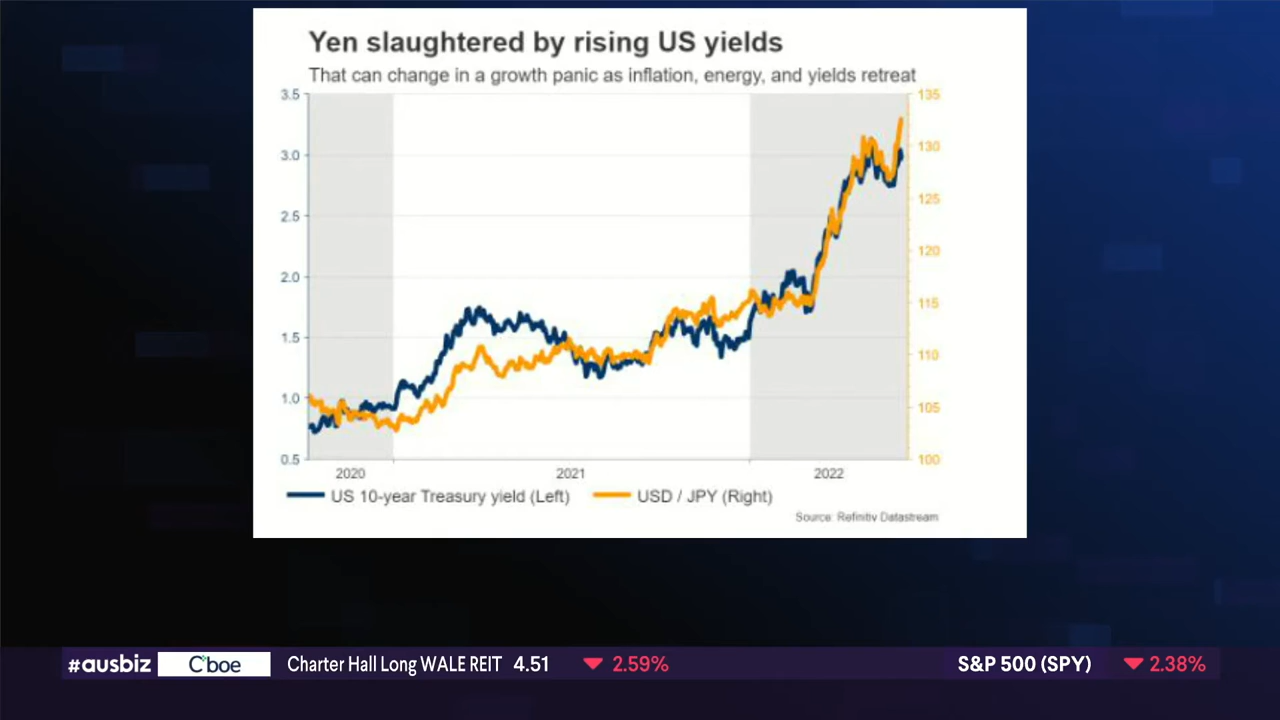 Yen slaughtered by rising US yields
That can change in a growth panic as inflation, energy, and yields retreat
3.5
135
3.0
130
2.5
125
120
2.0
115
1.5
110
1.0
105
0.5
100
2020
2021
2022
US 10-year Treasury yield (Left)
USD / JPY (Right)
Source: Refinitiv Datastream
#ausbiz
Cboe
Charter Hall Long WALE REIT 4.51 2.59%
S&P 500 (SPY) 2.38%